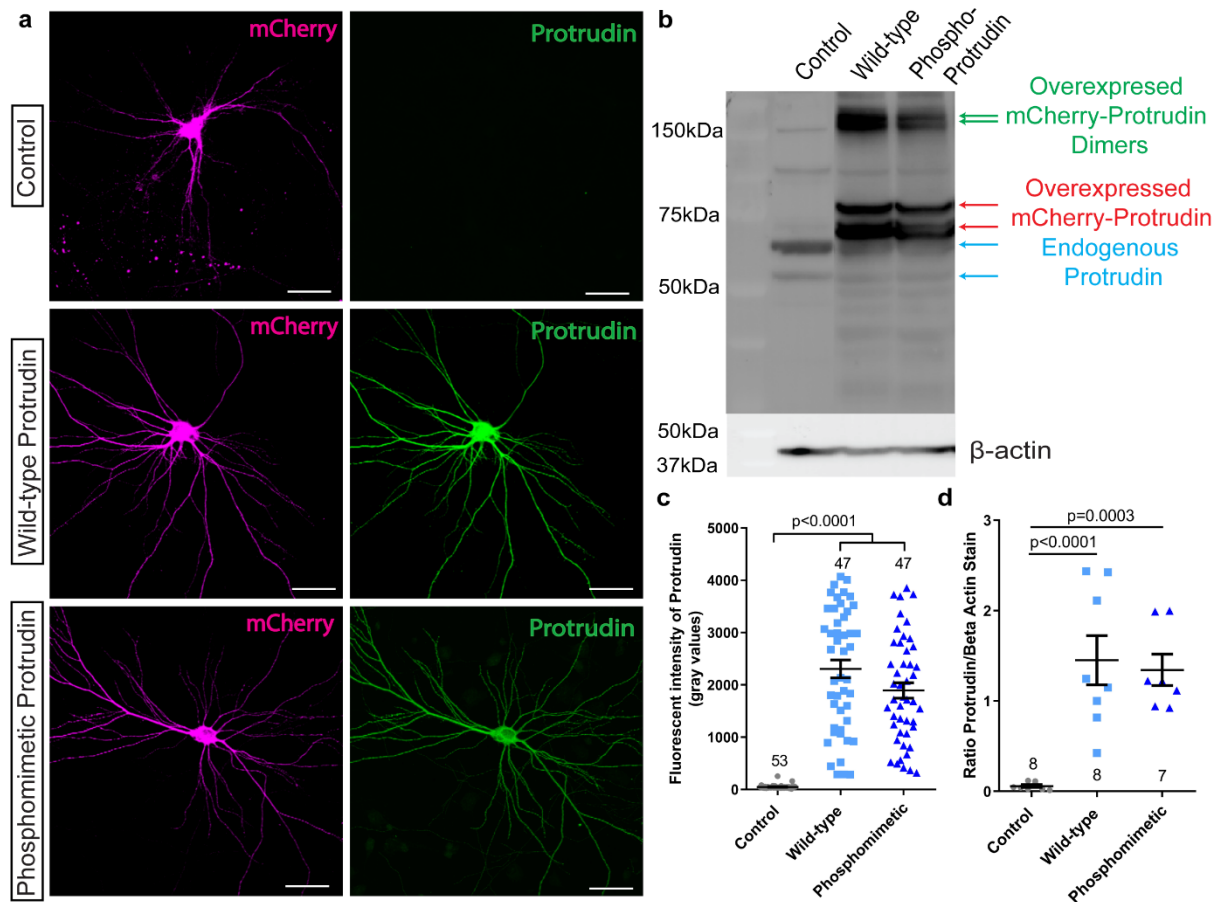 a
mCherry
Protrudin
Control
mCherry
Protrudin
Wild-type Protrudin
mCherry
Protrudin
Phosphomimetic Protrudin
b
Control
Wild-type
Phospho-
Protrudin
150kDa
75kDa
50kDa
50kDa
37kDa
Overexpresed
mCherry-Protrudin
Dimers
Overexpressed
mCherry-Protrudin
Endogenous
Protrudin
β-actin
c
p<0.0001
47
47
53
5000
4000
3000
2000
1000
0
Fluorescent intensity of Protrudin
(gray values)
Control
Wild-type
Phosphomimetic
d
p=0.0003
p<0.0001
3
2
1
0
8
8
7
Ratio Protrudin/Beta Actin Stain
Control
Wild-type
Phosphomimetic